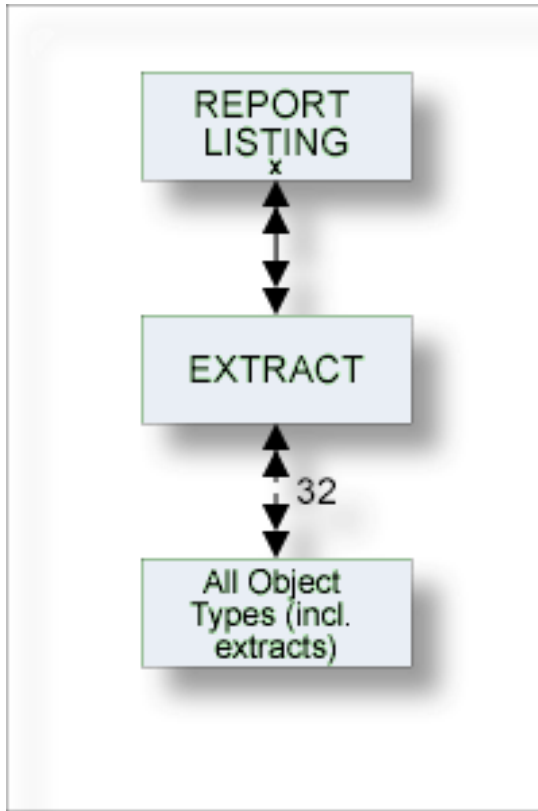 REPORT
LISTING
x
EXTRACT
32
All Object
Types (incl.
extracts)